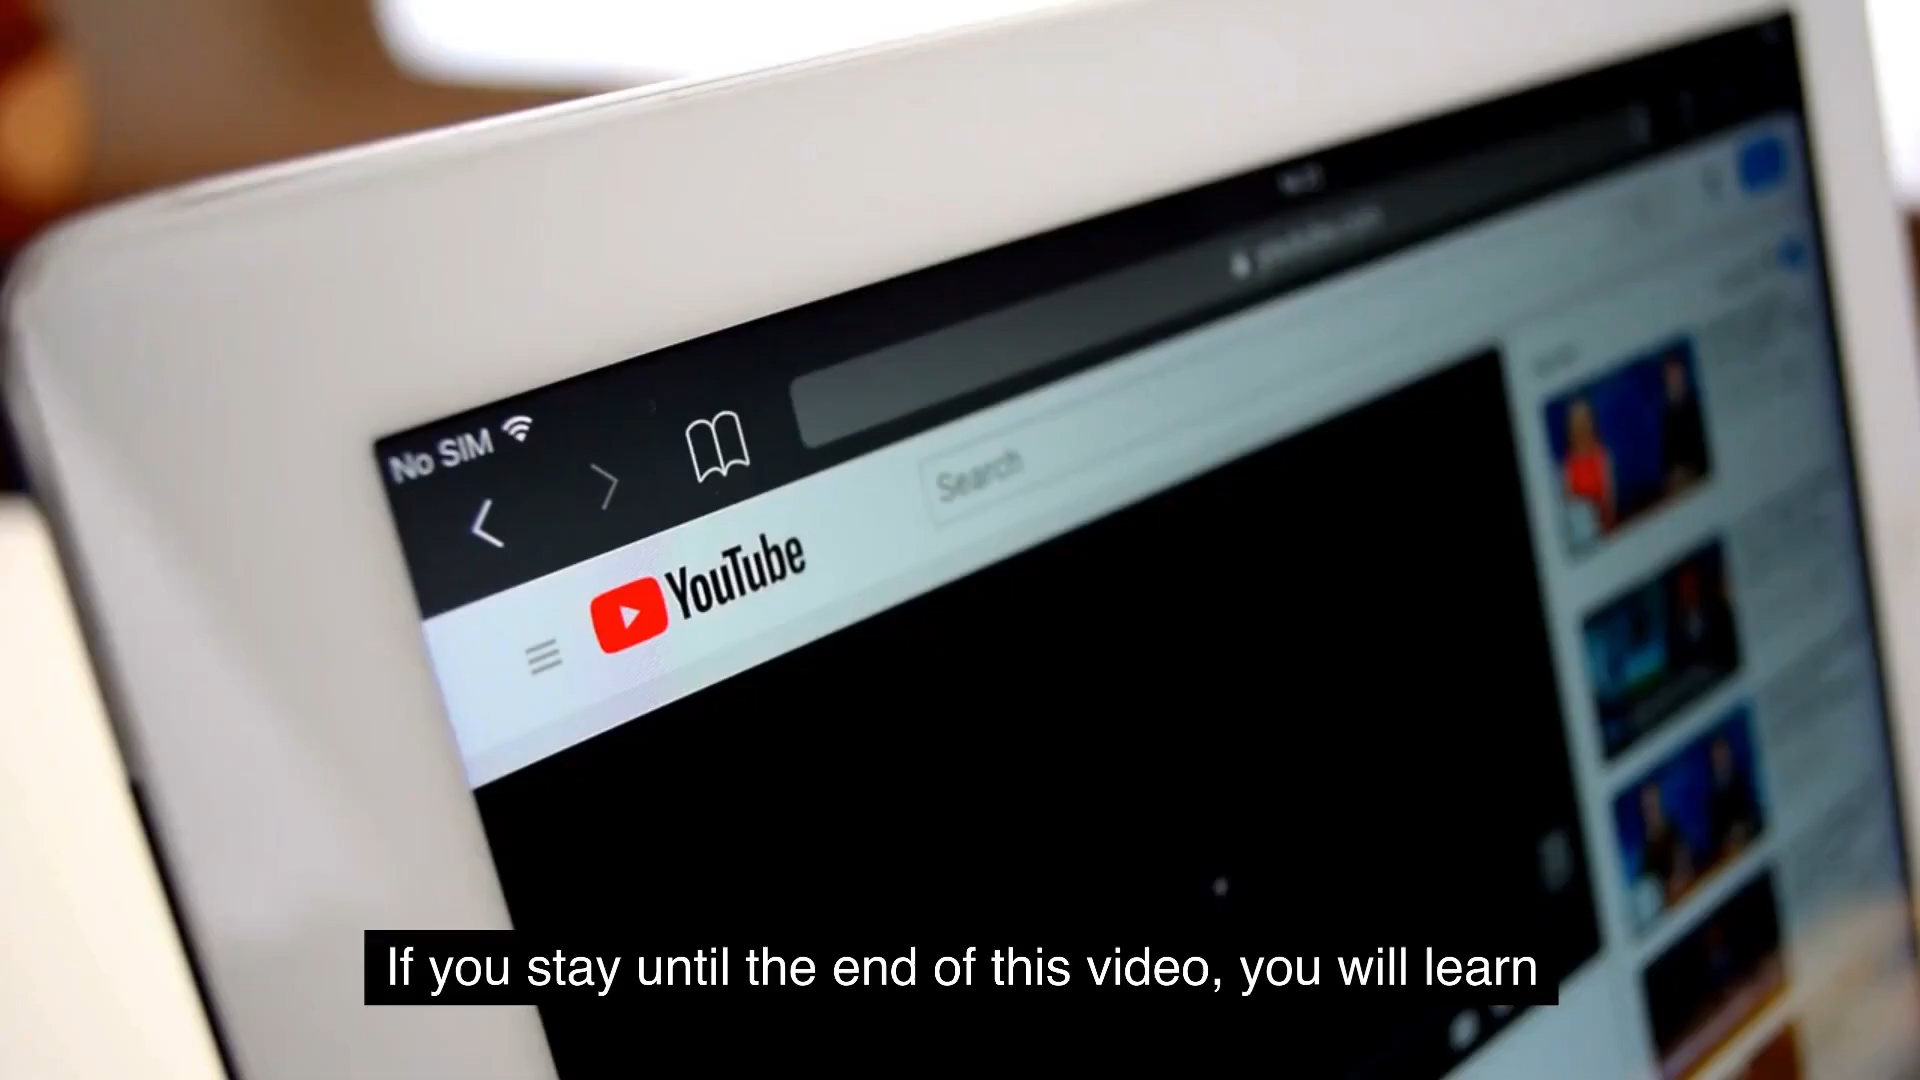 No SIM
Search
YouTube
If you stay until the end of this video, you will learn